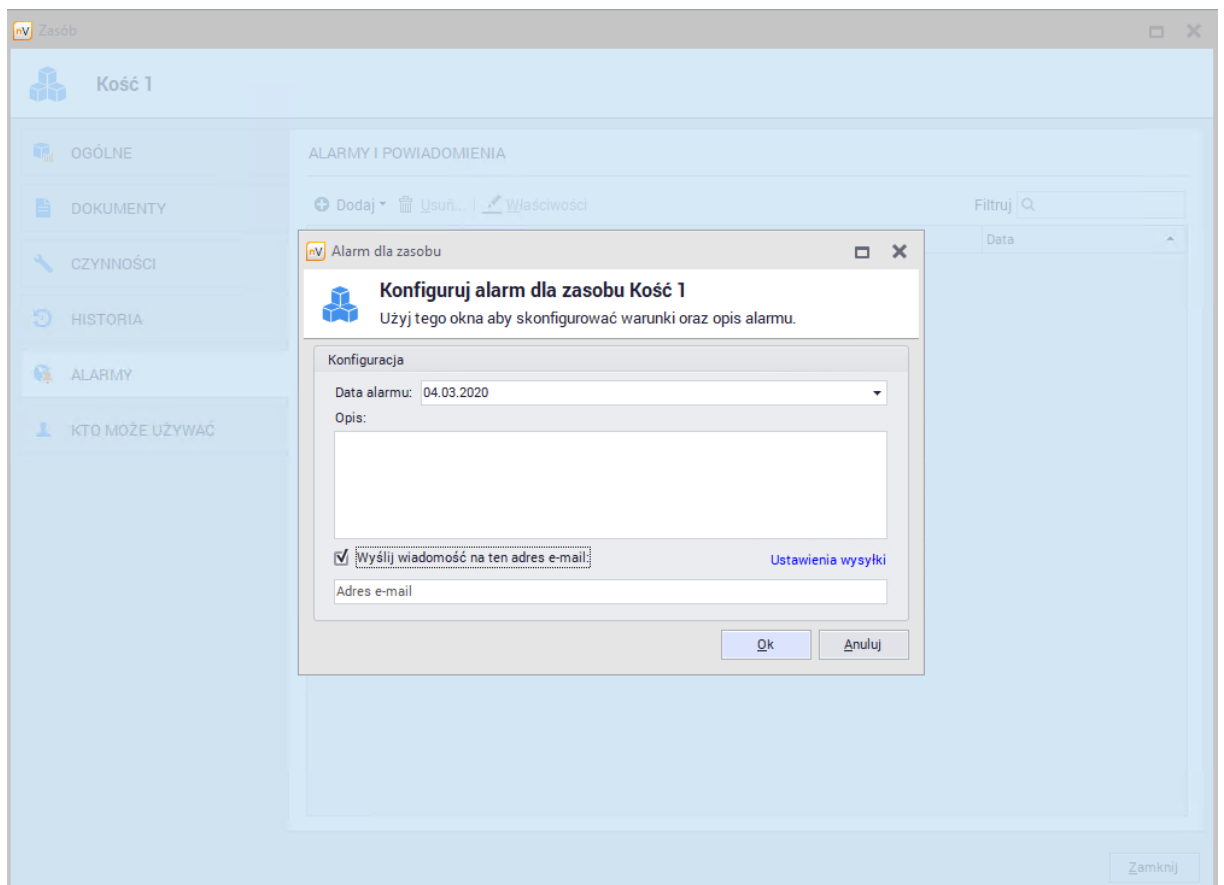 nV Zasób
Kość 1
OGÓLNE
DOKUMENTY
CZYNNOŚCI
HISTORIA
ALARMY
KTO MOŻE UŻYWAĆ
ALARMY I POWIADOMIENIA
Dodaj Usuń... | Właściwości Filtruj
Data
nV Alarm dla zasobu
Konfiguruj alarm dla zasobu Kość 1
Użyj tego okna aby skonfigurować warunki oraz opis alarmu.
Konfiguracja
Data alarmu: 04.03.2020
Opis:
Wyślij wiadomość na ten adres e-mail: Ustawienia wysyłki
Adres e-mail
Ok Anuluj
Zamknij